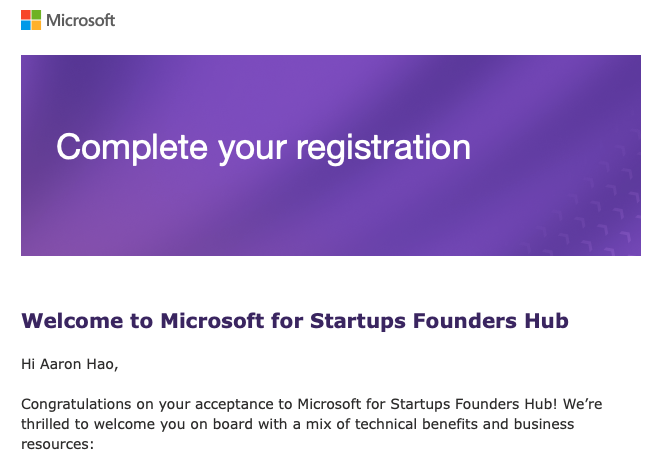 Microsoft
Complete your registration
Welcome to Microsoft for Startups Founders Hub
Hi Aaron Hao,
Congratulations on your acceptance to Microsoft for Startups Founders Hub! We’re
thrilled to welcome you on board with a mix of technical benefits and business
resources: